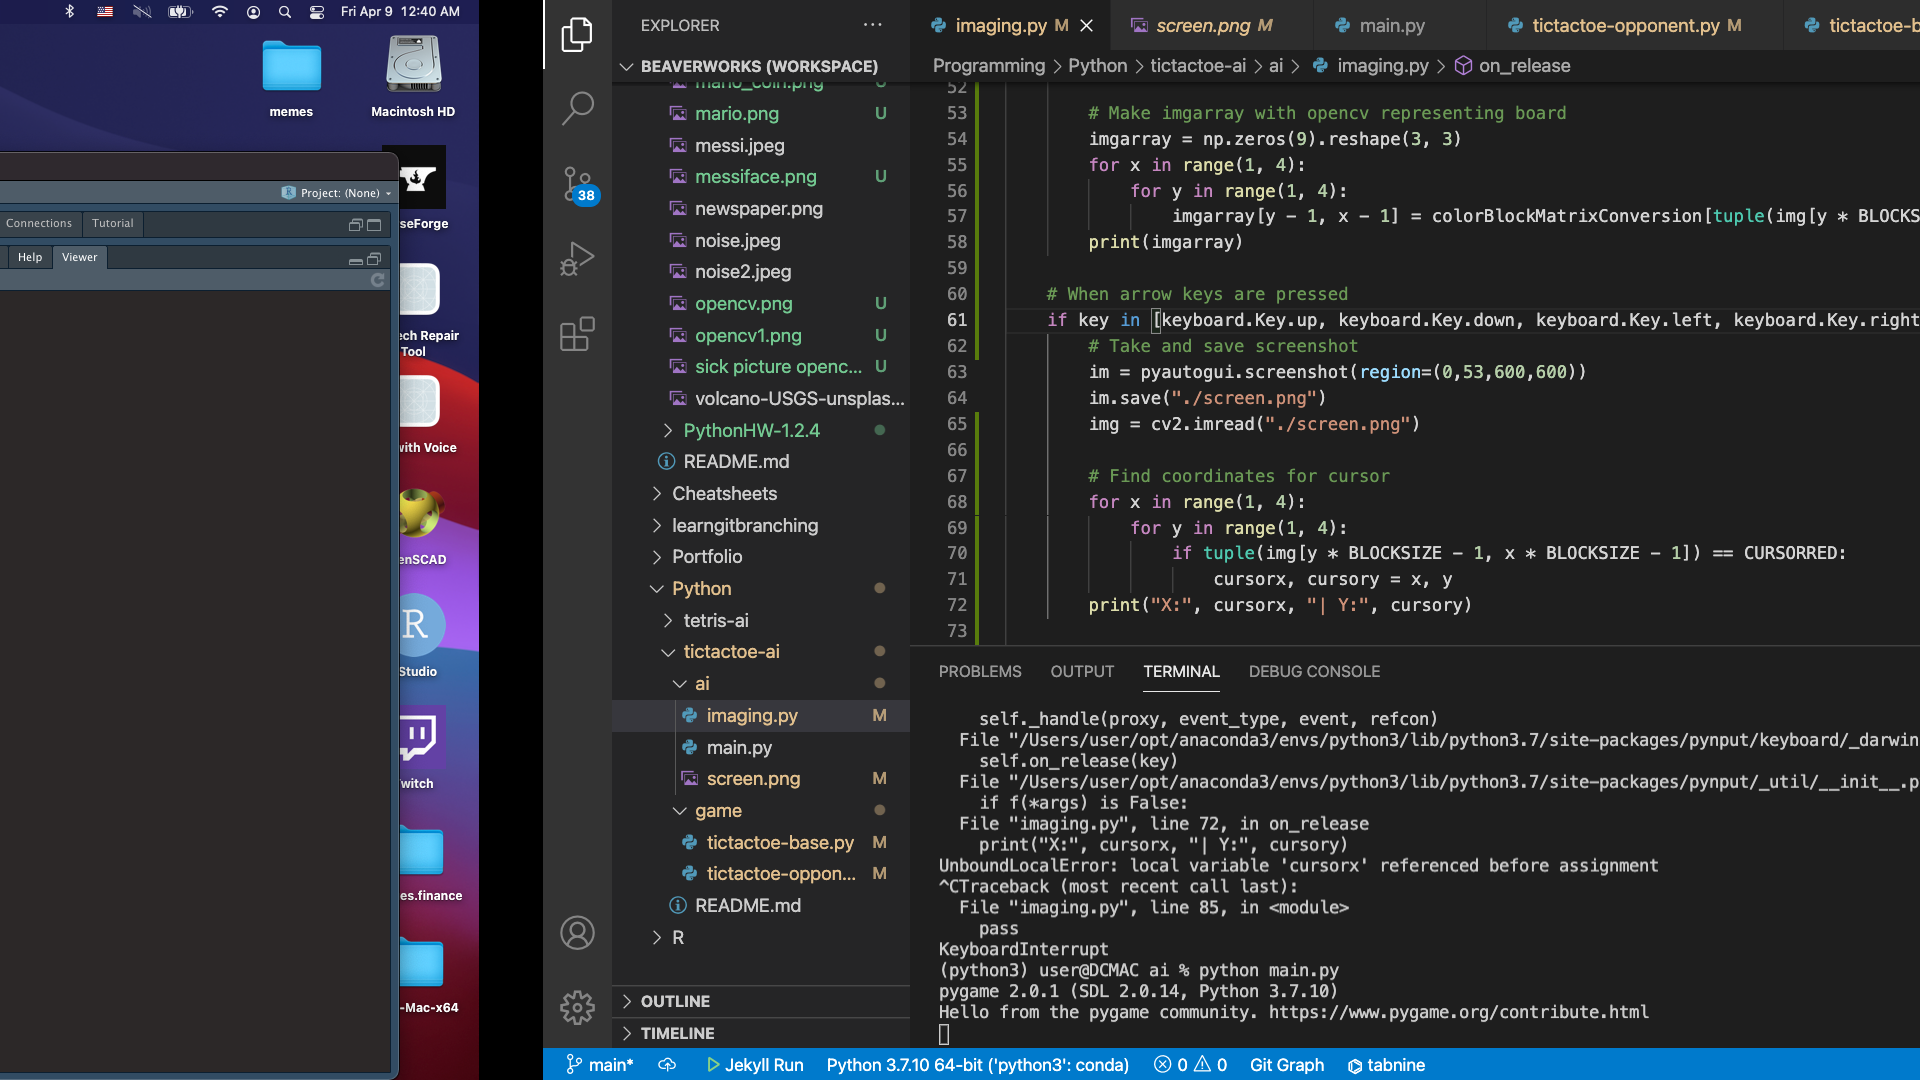 Fri Apr 9 12:40 AM
memes
Macintosh HD
Project: (None)
Connections Tutorial
seForge
Help Viewer
ech Repair
Tool
with Voice
enSCAD
R
Studio
witch
es.finance
-Mac-x64
EXPLORER
BEAVERWORKS (WORKSPACE)
mario_coin.png U
mario.png U
messi.jpeg
messiface.png U
newspaper.png
noise.jpeg
noise2.jpeg
opencv.png U
opencv1.png U
sick picture openc... U
volcano-USGS-unsplas...
PythonHW-1.2.4
README.md
Cheatsheets
learngitbranching
Portfolio
Python
tetris-ai
tictactoe-ai
ai
imaging.py M
main.py
screen.png M
game
tictactoe-base.py M
tictactoe-oppon... M
README.md
R
OUTLINE
TIMELINE
38
imaging.py M screen.png M main.py tictactoe-opponent.py M tictactoe-b
Programming > Python > tictactoe-ai > ai > imaging.py > on_release
52
53 # Make imgarray with opencv representing board
54 imgarray = np.zeros(9).reshape(3, 3)
55 for x in range(1, 4):
56 for y in range(1, 4):
57 imgarray[y - 1, x - 1] = colorBlockMatrixConversion[tuple(img[y * BLOCKS
58 print(imgarray)
59
60 # When arrow keys are pressed
61 if key in [keyboard.Key.up, keyboard.Key.down, keyboard.Key.left, keyboard.Key.right
62 # Take and save screenshot
63 im = pyautogui.screenshot(region=(0,53,600,600))
64 im.save("./screen.png")
65 img = cv2.imread("./screen.png")
66
67 # Find coordinates for cursor
68 for x in range(1, 4):
69 for y in range(1, 4):
70 if tuple(img[y * BLOCKSIZE - 1, x * BLOCKSIZE - 1]) == CURSORRED:
71 cursorx, cursory = x, y
72 print("X:", cursorx, "| Y:", cursory)
73
PROBLEMS OUTPUT TERMINAL DEBUG CONSOLE
self._handle(proxy, event_type, event, refcon)
File "/Users/user/opt/anaconda3/envs/python3/lib/python3.7/site-packages/pynput/keyboard/_darwin
self.on_release(key)
File "/Users/user/opt/anaconda3/envs/python3/lib/python3.7/site-packages/pynput/_util/__init__.p
if f(*args) is False:
File "imaging.py", line 72, in on_release
print("X:", cursorx, "| Y:", cursory)
UnboundLocalError: local variable 'cursorx' referenced before assignment
^CTraceback (most recent call last):
File "imaging.py", line 85, in <module>
pass
KeyboardInterrupt
(python3) user@DCMAC ai % python main.py
pygame 2.0.1 (SDL 2.0.14, Python 3.7.10)
Hello from the pygame community. https://www.pygame.org/contribute.html
main* Jekyll Run Python 3.7.10 64-bit ('python3': conda) 0 0 Git Graph tabnine